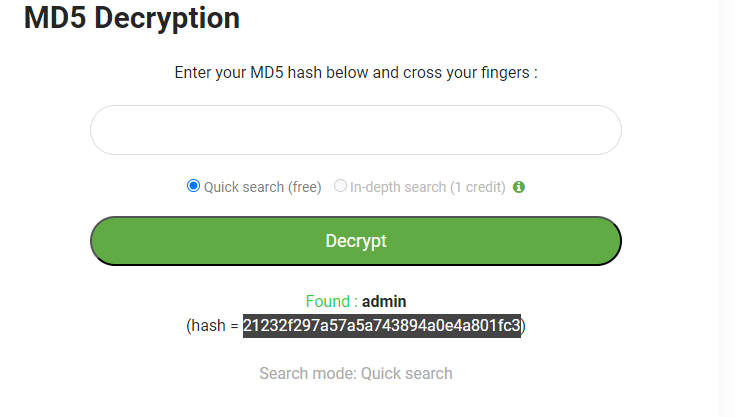 MD5 Decryption
Enter your MD5 hash below and cross your fingers :
Quick search (free) In-depth search (1 credit)
Decrypt
Found : admin
(hash = 21232f297a57a5a743894a0e4a801fc3)
Search mode: Quick search